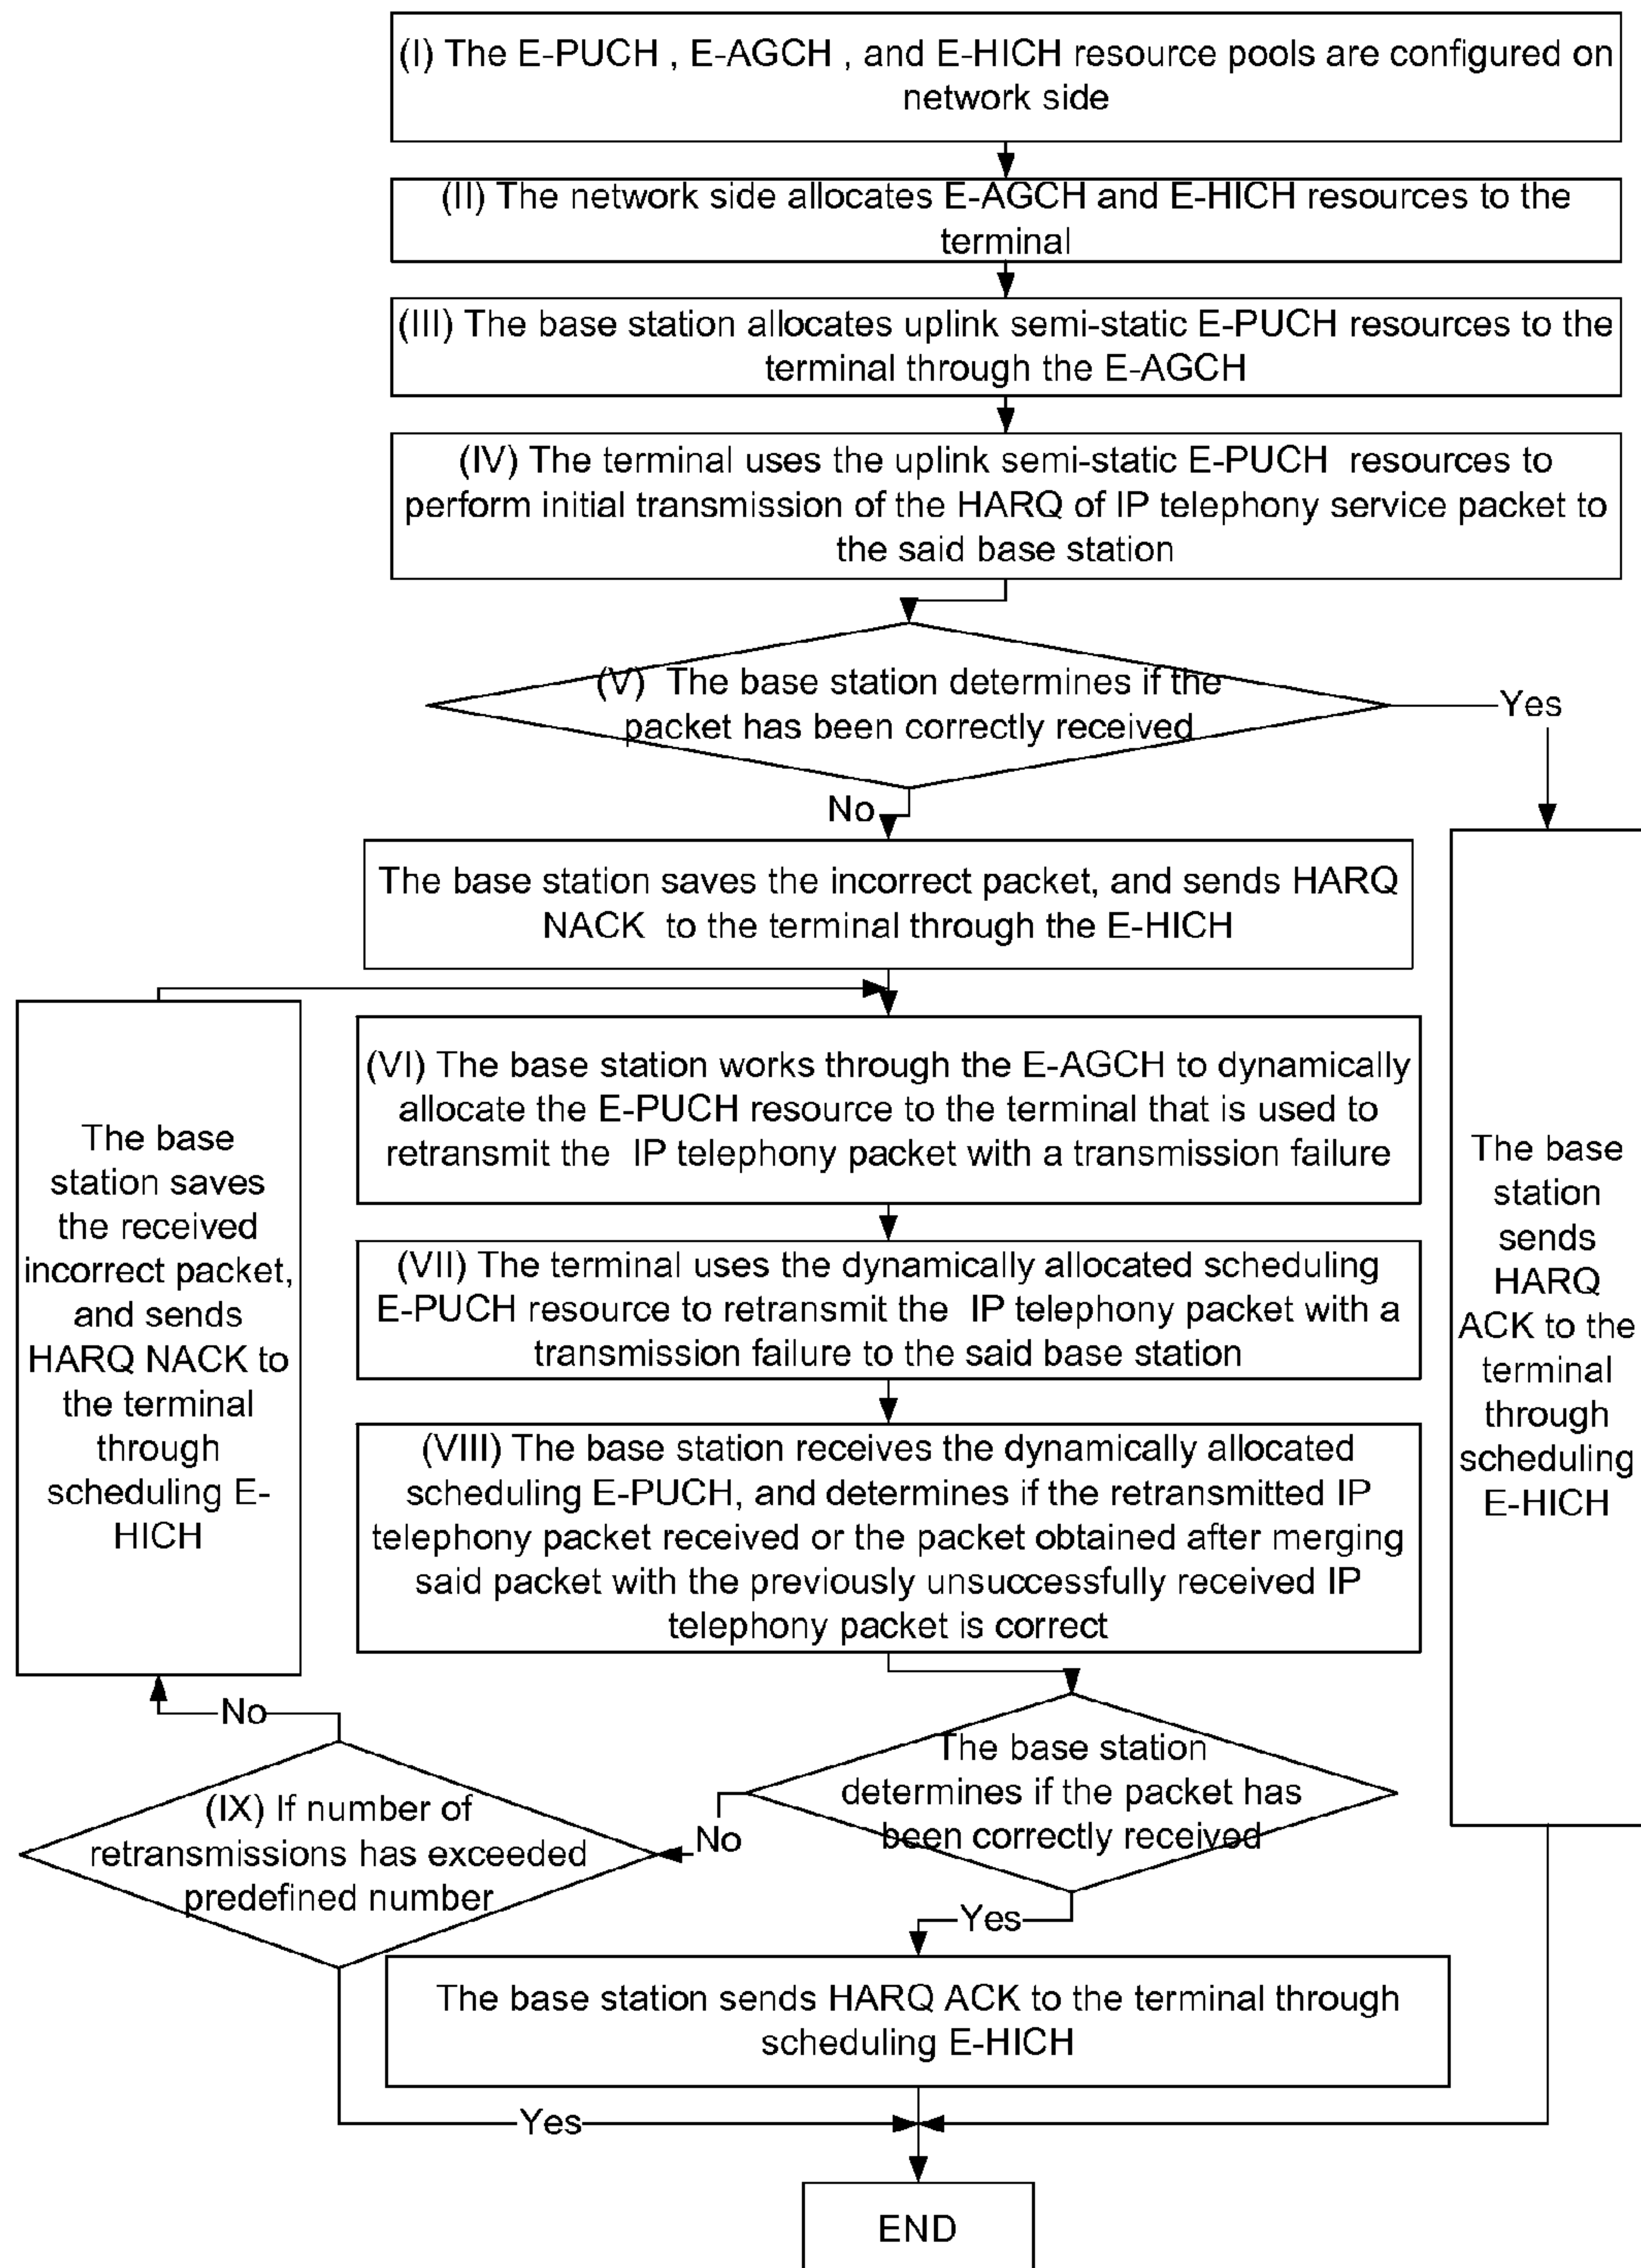 (I) The E-PUCH , E-AGCH , and E-HICH resource pools are configured on
network side
(II) The network side allocates E-AGCH and E-HICH resources to the
terminal
(III) The base station allocates uplink semi-static E-PUCH resources to the
terminal through the E-AGCH
(IV) The terminal uses the uplink semi-static E-PUCH resources to
perform initial transmission of the HARQ of IP telephony service packet to
the said base station
(V) The base station determines if the
packet has been correctly received
Yes
No
The base station saves the incorrect packet, and sends HARQ
NACK to the terminal through the E-HICH
(VI) The base station works through the E-AGCH to dynamically
allocate the E-PUCH resource to the terminal that is used to
retransmit the IP telephony packet with a transmission failure
The base
station saves
the received
incorrect packet,
and sends
HARQ NACK to
the terminal
through
scheduling E-
HICH
The base
station
sends
HARQ
ACK to the
terminal
through
scheduling
E-HICH
(VII) The terminal uses the dynamically allocated scheduling
E-PUCH resource to retransmit the IP telephony packet with a
transmission failure to the said base station
(VIII) The base station receives the dynamically allocated
scheduling E-PUCH, and determines if the retransmitted IP
telephony packet received or the packet obtained after merging
said packet with the previously unsuccessfully received IP
telephony packet is correct
No
The base station
determines if the packet has
been correctly received
(IX) If number of
retransmissions has exceeded
predefined number
No
Yes
The base station sends HARQ ACK to the terminal through
scheduling E-HICH
Yes
END